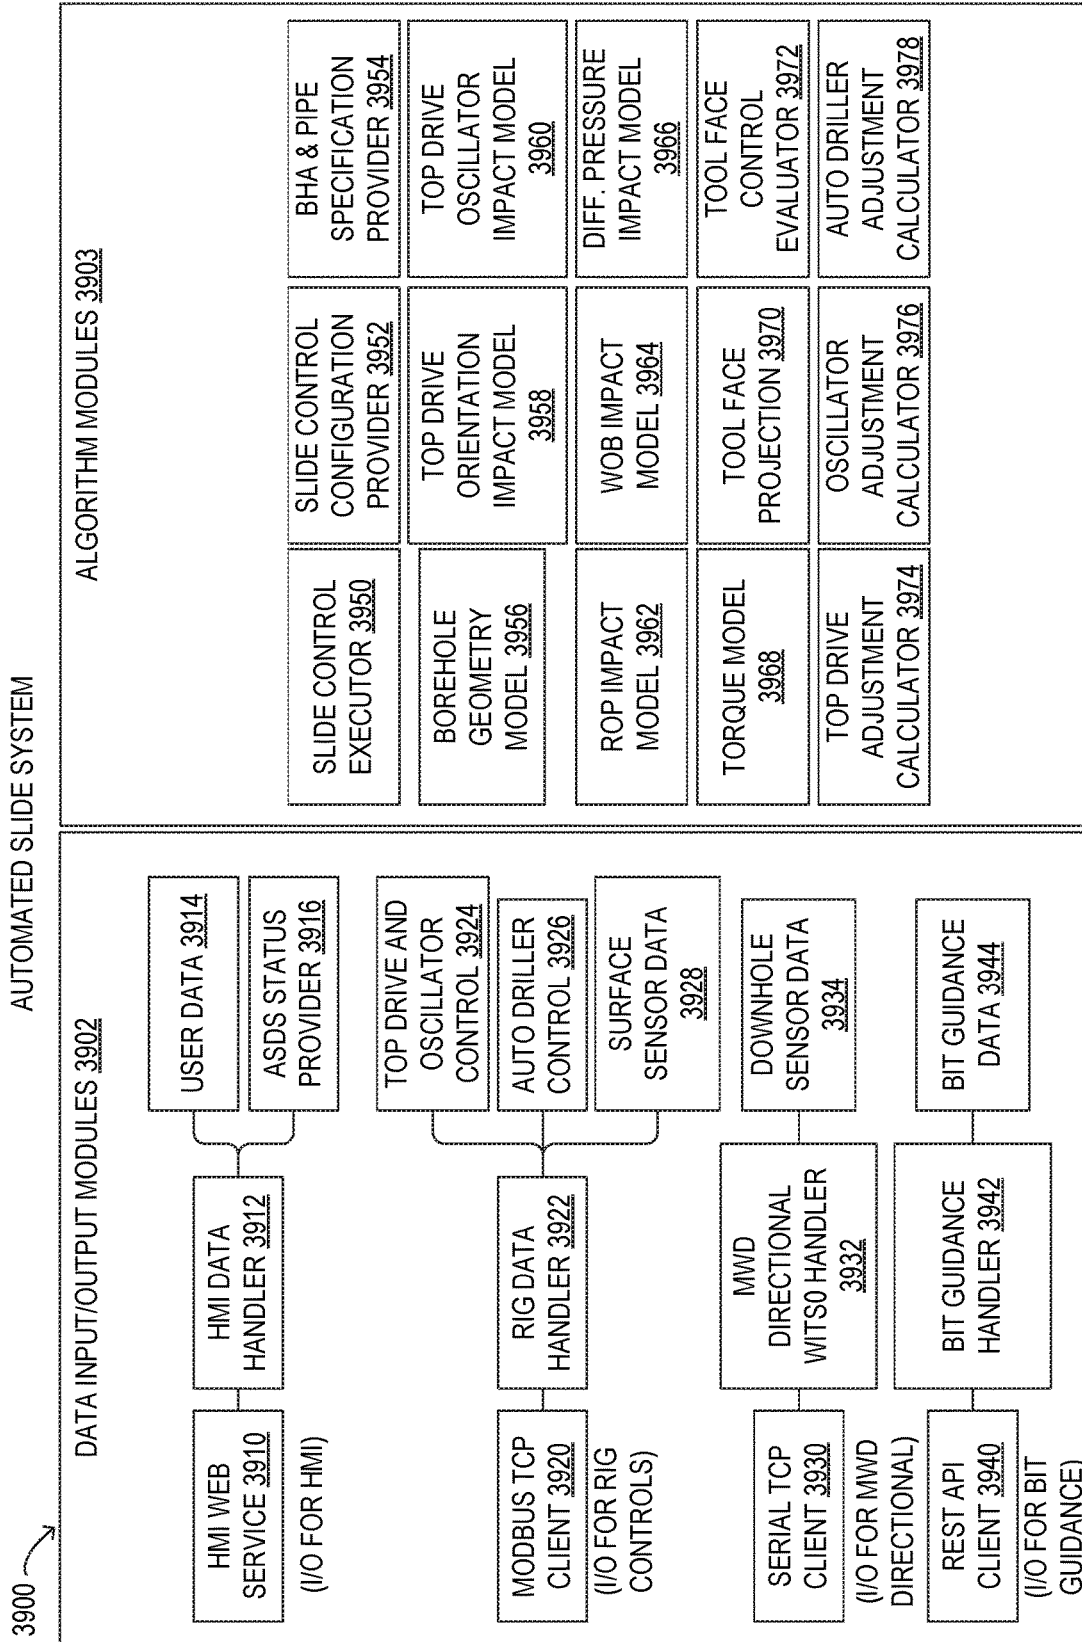 3900
AUTOMATED SLIDE SYSTEM
DATA INPUT/OUTPUT MODULES 3902
HMI WEB
SERVICE 3910
(I/O FOR HMI)
HMI DATA
HANDLER 3912
USER DATA 3914
ASDS STATUS
PROVIDER 3916
MODBUS TCP
CLIENT 3920
(I/O FOR RIG
CONTROLS)
RIG DATA
HANDLER 3922
TOP DRIVE AND
OSCILLATOR
CONTROL 3924
AUTO DRILLER
CONTROL 3926
SURFACE
SENSOR DATA
3928
SERIAL TCP
CLIENT 3930
(I/O FOR MWD
DIRECTIONAL)
MWD
DIRECTIONAL
WITS0 HANDLER
3932
DOWNHOLE
SENSOR DATA
3934
REST API
CLIENT 3940
(I/O FOR BIT
GUIDANCE)
BIT GUIDANCE
HANDLER 3942
BIT GUIDANCE
DATA 3944
ALGORITHM MODULES 3903
SLIDE CONTROL
EXECUTOR 3950
SLIDE CONTROL
CONFIGURATION
PROVIDER 3952
BHA & PIPE
SPECIFICATION
PROVIDER 3954
BOREHOLE
GEOMETRY
MODEL 3956
TOP DRIVE
ORIENTATION
IMPACT MODEL
3958
TOP DRIVE
OSCILLATOR
IMPACT MODEL
3960
ROP IMPACT
MODEL 3962
WOB IMPACT
MODEL 3964
DIFF. PRESSURE
IMPACT MODEL
3966
TORQUE MODEL
3968
TOOL FACE
PROJECTION 3970
TOOL FACE
CONTROL
EVALUATOR 3972
TOP DRIVE
ADJUSTMENT
CALCULATOR 3974
OSCILLATOR
ADJUSTMENT
CALCULATOR 3976
AUTO DRILLER
ADJUSTMENT
CALCULATOR 3978